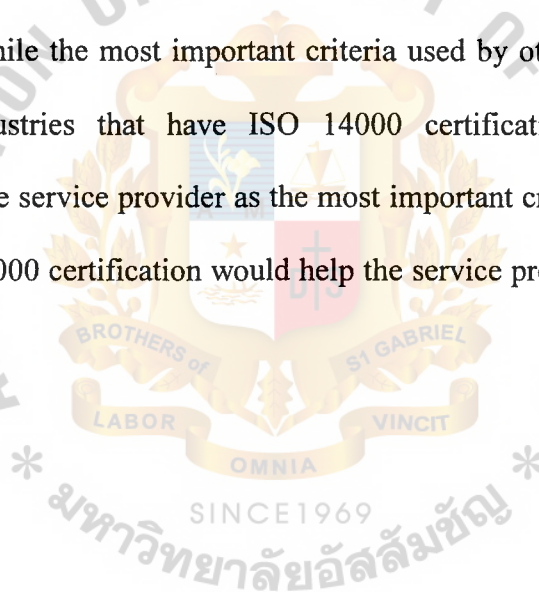 hile the most important criteria used by ot
ustries that have ISO 14000 certificati
e service provider as the most important cr
000 certification would help the service pro
BROTHERS of
ST GABRIEL
LABOR
VINCIT
OMNIA
SINCE1969
มหาวิทยาลัยอัสสัมชัญ